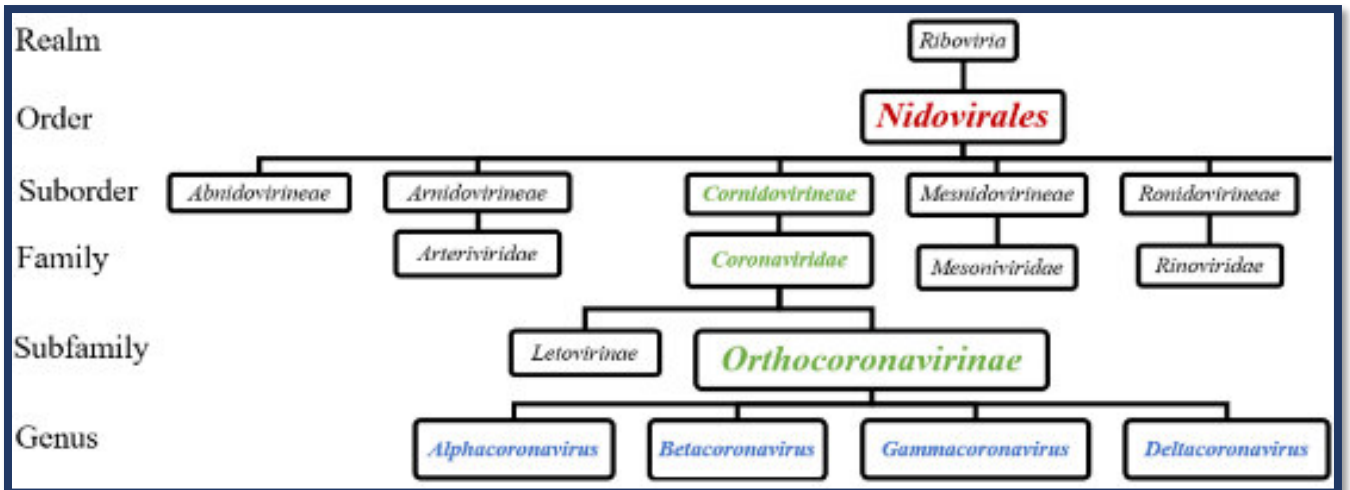 Realm
Riboviria
Order
Nidovirales
Suborder
Abnidovirineae
Arnidovirineae
Cornidovirineae
Mesnidovirineae
Ronidovirineae
Family
Arteriviridae
Coronaviridae
Mesoniviridae
Rinoviridae
Subfamily
Letovirinae
Orthocoronavirinae
Genus
Alphacoronavirus
Betacoronavirus
Gammacoronavirus
Deltacoronavirus